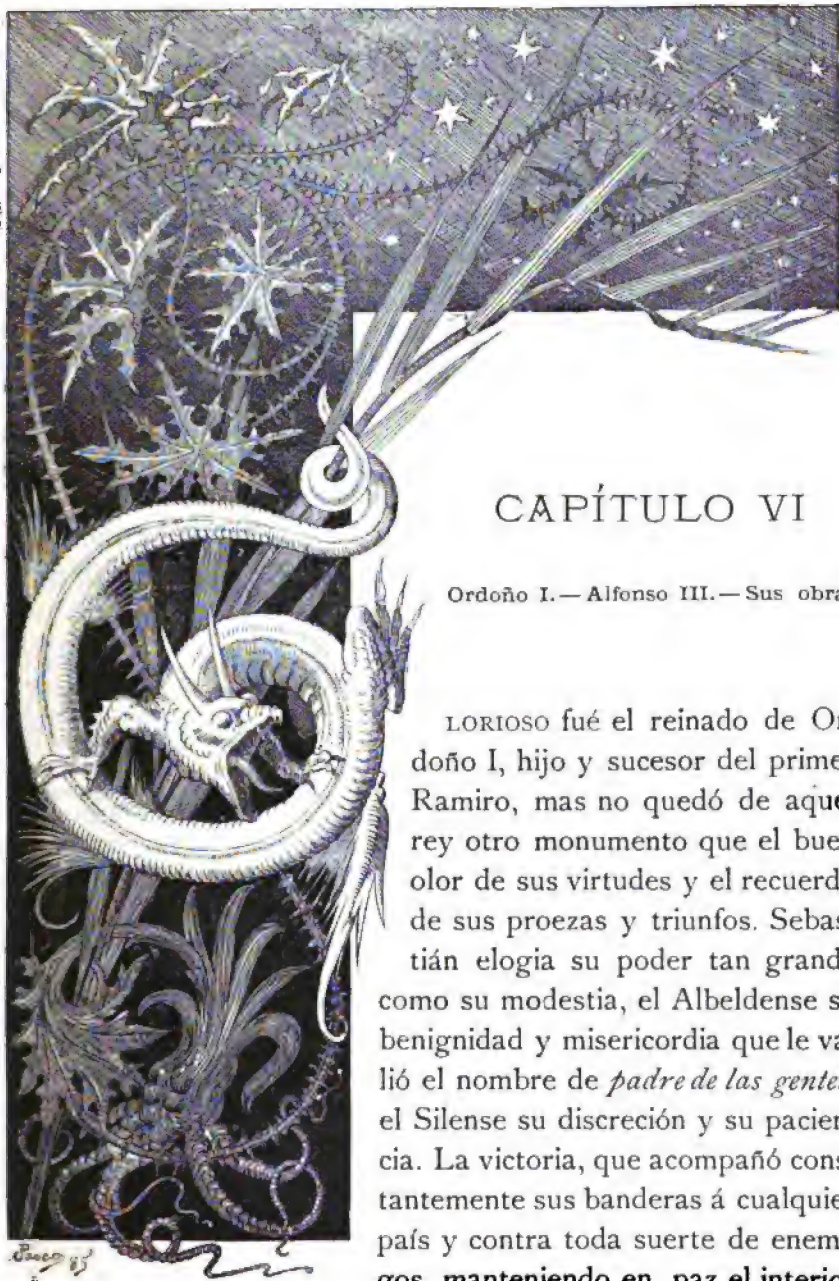 CAPÍTULO VI
Ordoño I.—Alfonso III.—Sus obra
GLORIOSO fué el reinado de Or
doño I, hijo y sucesor del prime
Ramiro, mas no quedó de aque
rey otro monumento que el bue
olor de sus virtudes y el recuerd
de sus proezas y triunfos. Sebas
tián elogia su poder tan grand
como su modestia, el Albeldense s
benignidad y misericordia que le va
lió el nombre de padre de las gente
el Silense su discreción y su pacien
cia. La victoria, que acompañó cons
tantemente sus banderas á cualquie
país y contra toda suerte de enem
gos, manteniendo en paz el interio